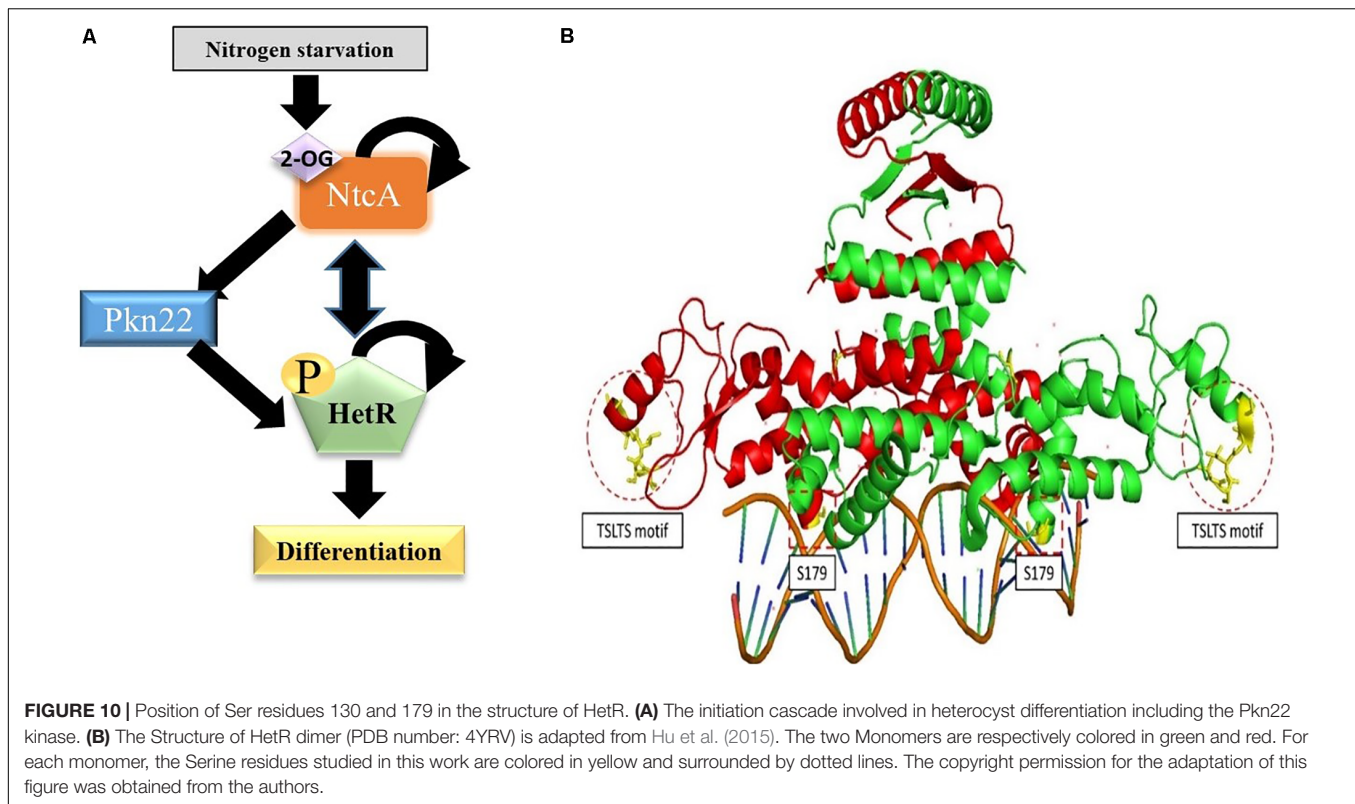 A
Nitrogen starvation
2-OG
NtcA
Pkn22
P
HetR
Differentiation
B
TSLTS motif
TSLTS motif
S179
S179
FIGURE 10 | Position of Ser residues 130 and 179 in the structure of HetR. (A) The initiation cascade involved in heterocyst differentiation including the Pkn22
kinase. (B) The Structure of HetR dimer (PDB number: 4YRV) is adapted from Hu et al. (2015). The two Monomers are respectively colored in green and red. For
each monomer, the Serine residues studied in this work are colored in yellow and surrounded by dotted lines. The copyright permission for the adaptation of this
figure was obtained from the authors.